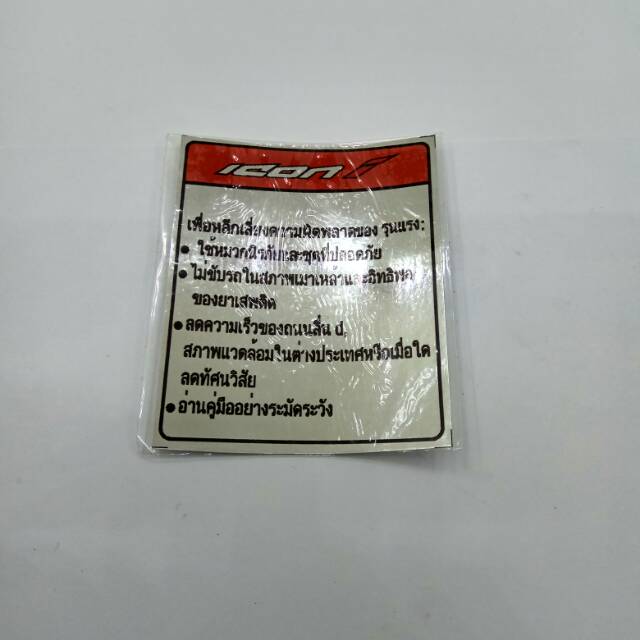 icon
เพื่อหลีกเลี่ยงความผิดพลาดของ รุนแรง:
• ใช้หมวกนิรภัยและชุดที่ปลอดภัย
• ไม่ขับรถในสภาพเมาเหล้าและอิทธิพล
ของยาเสพติด
• ลดความเร็วของถนนลื่น d,
สภาพแวดล้อมในต่างประเทศหรือเมื่อใด
ลดทัศนวิสัย
• อ่านคู่มืออย่างระมัดระวัง